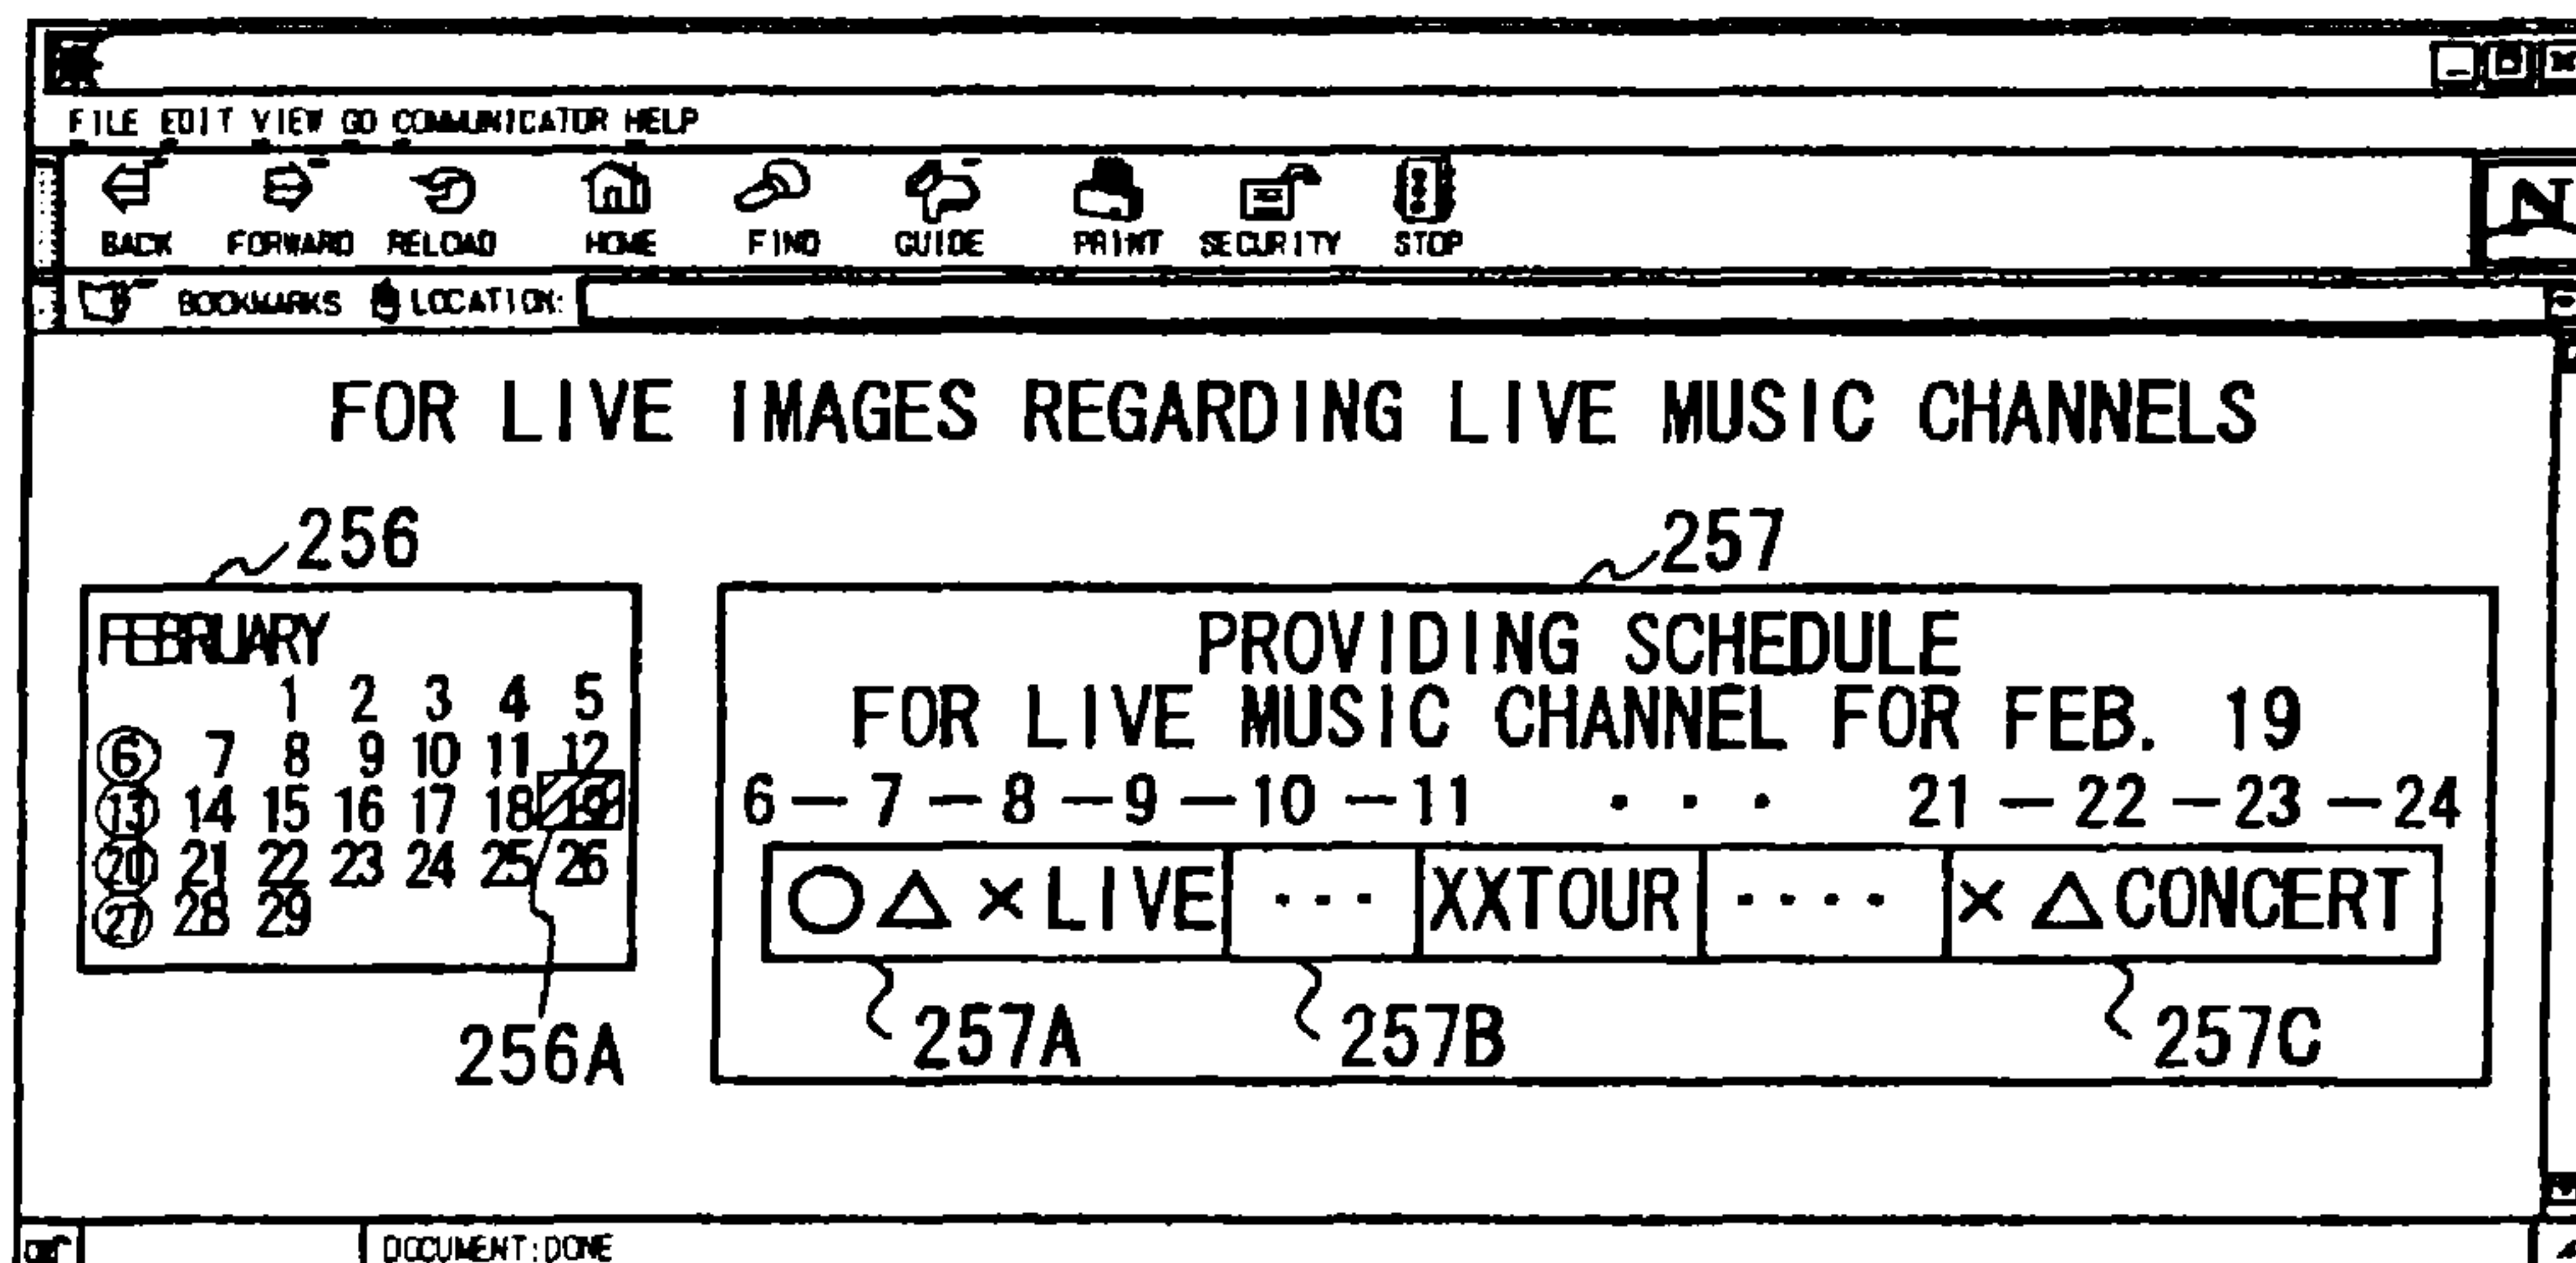 FILE EDIT VIEW GO COMMUNICATOR HELP
BACK FORWARD RELOAD HOME FIND GUIDE PRINT SECURITY STOP
N
BOOKMARKS LOCATION:
FOR LIVE IMAGES REGARDING LIVE MUSIC CHANNELS
256
257
FEBRUARY
1 2 3 4 5
6 7 8 9 10 11 12
13 14 15 16 17 18 19
20 21 22 23 24 25 26
27 28 29
256A
PROVIDING SCHEDULE
FOR LIVE MUSIC CHANNEL FOR FEB. 19
6 — 7 — 8 — 9 — 10 — 11 · · · 21 — 22 — 23 — 24
○△×LIVE ··· XXTOUR ···· ×△CONCERT
257A 257B 257C
DOCUMENT:DONE